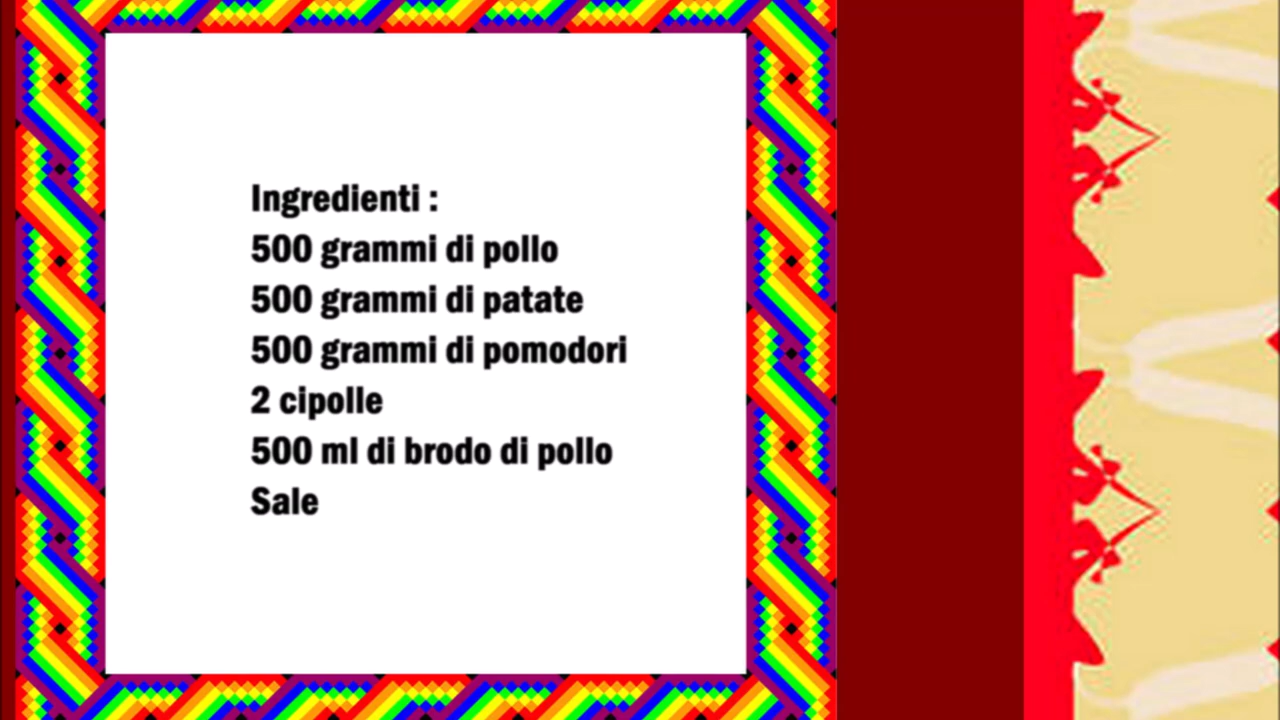 Ingredienti :
500 grammi di pollo
500 grammi di patate
500 grammi di pomodori
2 cipolle
500 ml di brodo di pollo
Sale